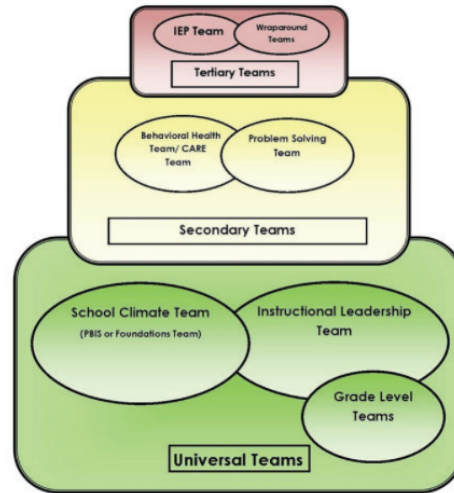 IEP Team
Wraparound
Teams
Tertiary Teams
Behavioral Health
Team/ CARE
Team
Problem Solving
Team
Secondary Teams
School Climate Team
(PBIS or Foundations Team)
Instructional Leadership
Team
Grade Level
Teams
Universal Teams